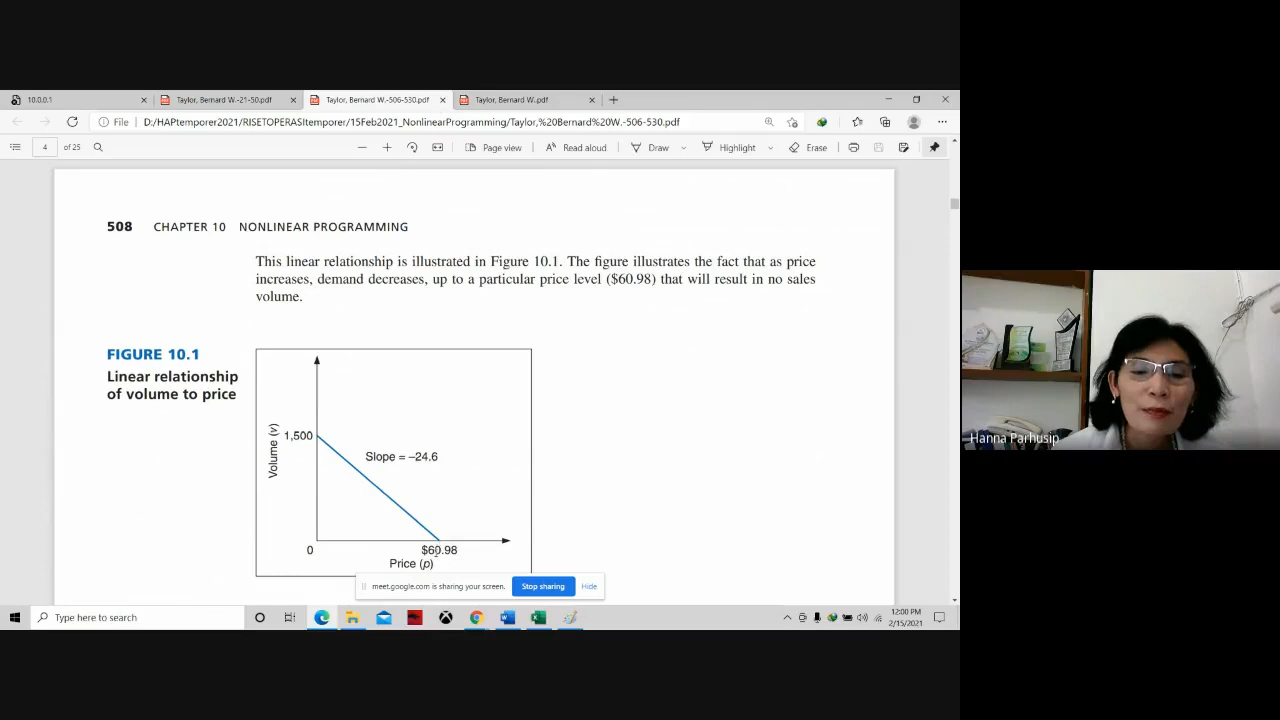 10.0.0.1
Taylor, Bernard W.-21-50.pdf
Taylor, Bernard W.-506-530.pdf
Taylor, Bernard W..pdf
File
D:/HAPtemporer2021/RISETOPERASItemporer/15Feb2021_NonlinearProgramming/Taylor,%20Bernard%20W.-506-530.pdf
4 of 25
Page view
Read aloud
Draw
Highlight
Erase
508 CHAPTER 10 NONLINEAR PROGRAMMING
This linear relationship is illustrated in Figure 10.1. The figure illustrates the fact that as price
increases, demand decreases, up to a particular price level ($60.98) that will result in no sales
volume.
FIGURE 10.1
Linear relationship
of volume to price
Volume (v)
1,500
Slope = –24.6
0
$60.98
Price (p)
meet.google.com is sharing your screen.
Stop sharing
Hide
Type here to search
12:00 PM
2/15/2021
Hanna Parhusip